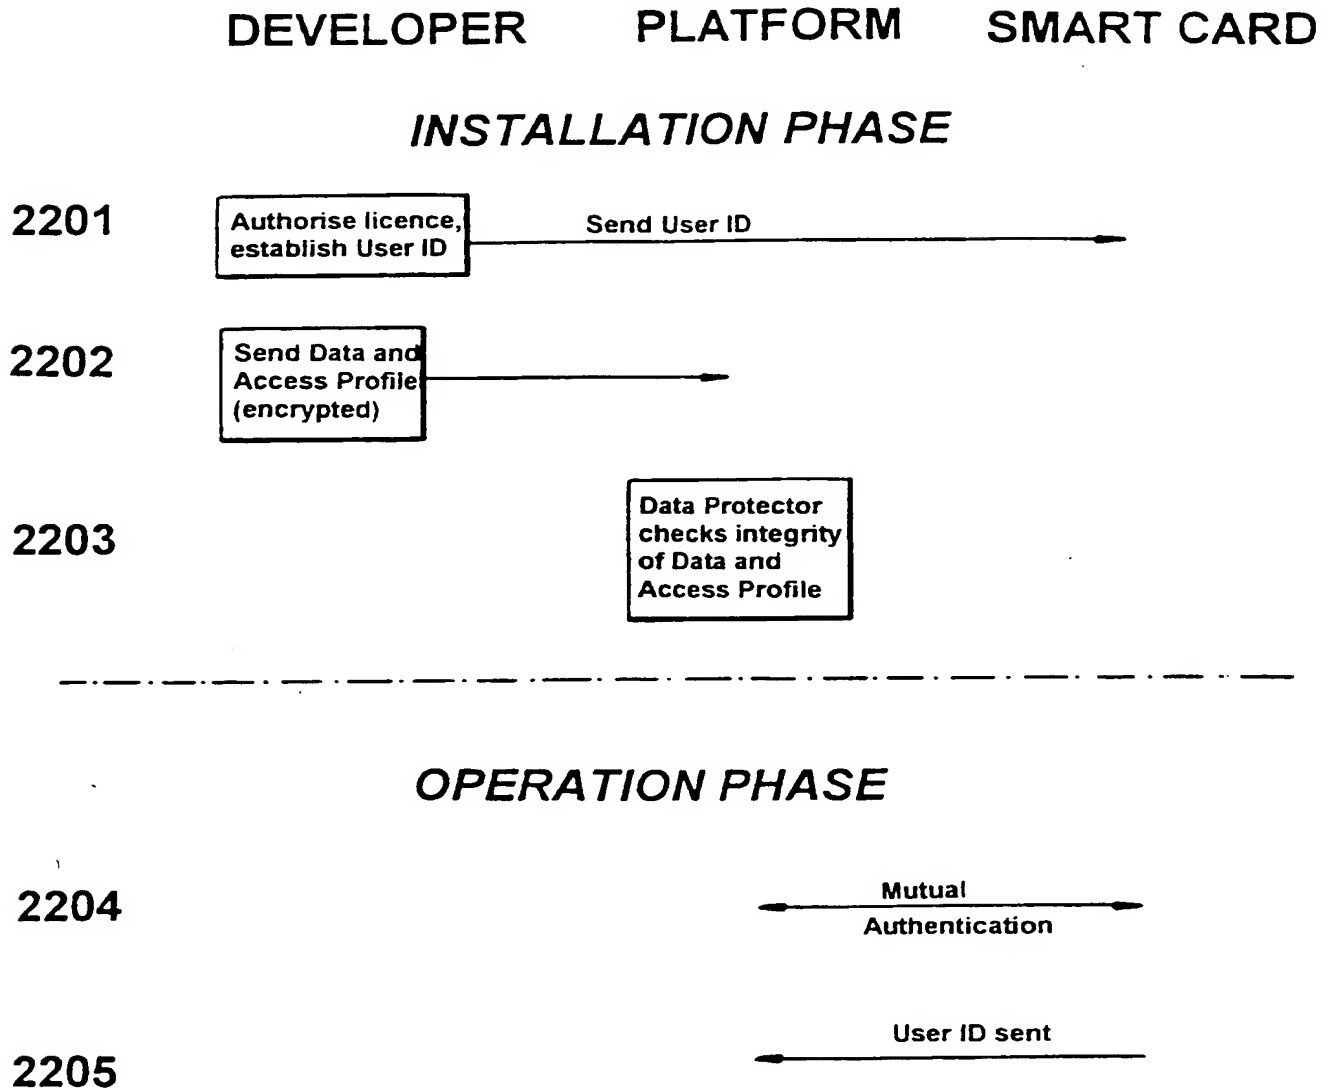 DEVELOPER PLATFORM SMART CARD
INSTALLATION PHASE
2201
Authorise licence,
establish User ID
Send User ID
2202
Send Data and
Access Profile
(encrypted)
2203
Data Protector
checks integrity
of Data and
Access Profile
OPERATION PHASE
2204
Mutual
Authentication
2205
User ID sent